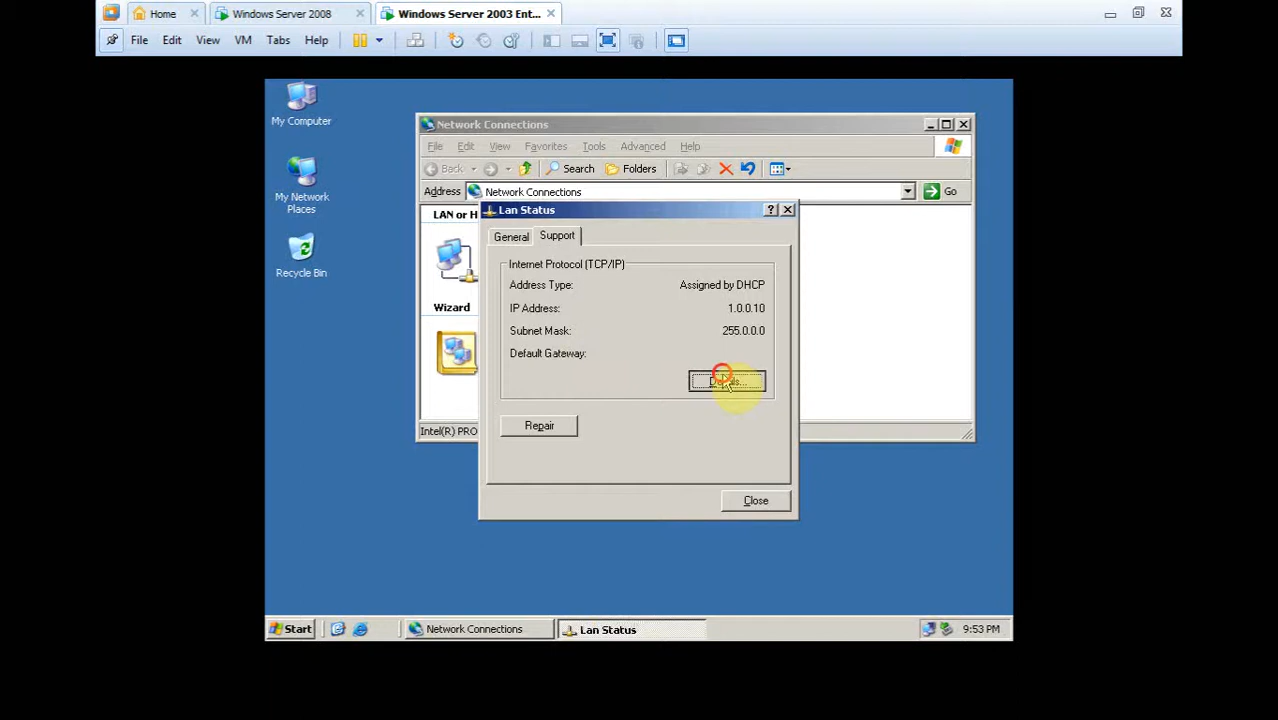 Home
Windows Server 2008
Windows Server 2003 Ent...
File Edit View VM Tabs Help
My Computer
My Network
Places
Recycle Bin
Network Connections
File Edit View Favorites Tools Advanced Help
Back Search Folders
Address Network Connections Go
LAN or H
Wizard
Intel(R) PRO
Lan Status
General Support
Internet Protocol (TCP/IP)
Address Type: Assigned by DHCP
IP Address: 1.0.0.10
Subnet Mask: 255.0.0.0
Default Gateway:
Repair
Close
Start Network Connections Lan Status 9:53 PM